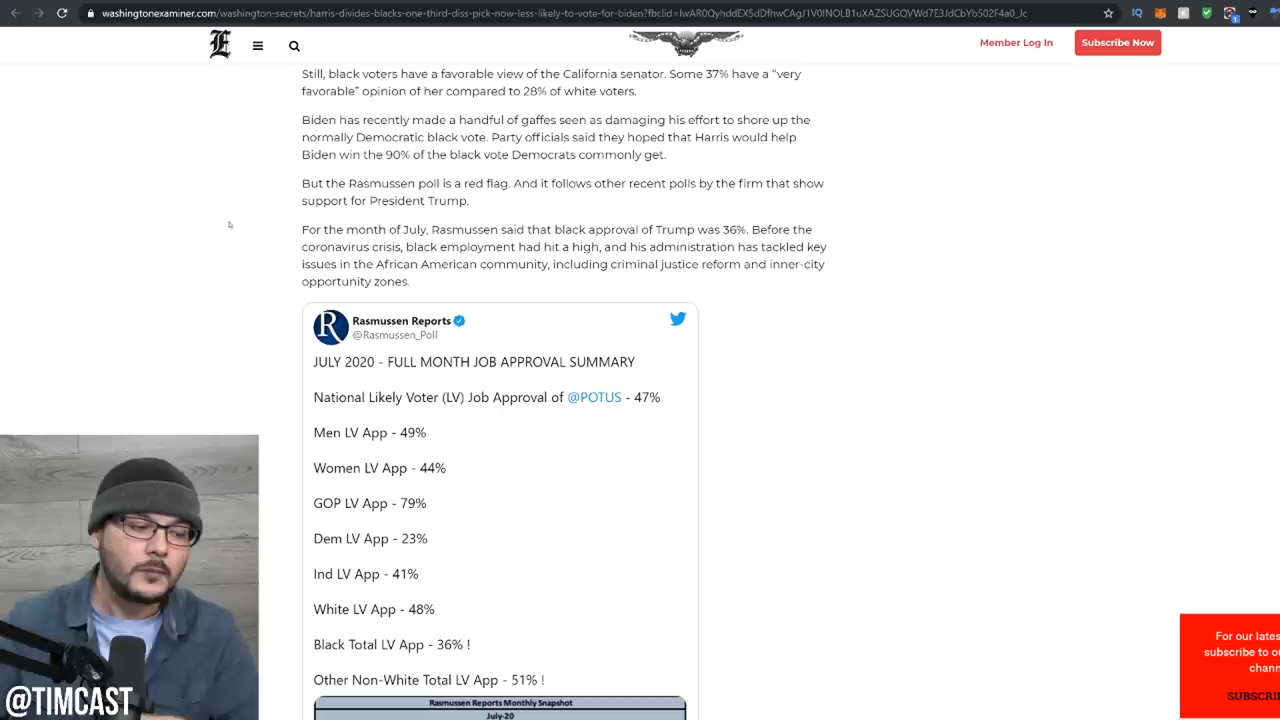 washingtonexaminer.com/washington-secrets/harris-divides-blacks-one-third-diss-pick-now-less-likely-to-vote-for-biden?fbclid=
Member Log In
Subscribe Now
Still, black voters have a favorable view of the California senator. Some 37% have a “very
favorable” opinion of her compared to 28% of white voters.
Biden has recently made a handful of gaffes seen as damaging his effort to shore up the
normally Democratic black vote. Party officials said they hoped that Harris would help
Biden win the 90% of the black vote Democrats commonly get.
But the Rasmussen poll is a red flag. And it follows other recent polls by the firm that show
support for President Trump.
For the month of July, Rasmussen said that black approval of Trump was 36%. Before the
coronavirus crisis, black employment had hit a high, and his administration has tackled key
issues in the African American community, including criminal justice reform and inner-city
opportunity zones.
Rasmussen Reports
@Rasmussen_Poll
JULY 2020 - FULL MONTH JOB APPROVAL SUMMARY
National Likely Voter (LV) Job Approval of @POTUS - 47%
Men LV App - 49%
Women LV App - 44%
GOP LV App - 79%
Dem LV App - 23%
Ind LV App - 41%
White LV App - 48%
Black Total LV App - 36% !
Other Non-White Total LV App - 51% !
Rasmussen Reports Monthly Snapshot
July-20
For our lates
subscribe to ou
chann
SUBSCRI
@TIMCAST